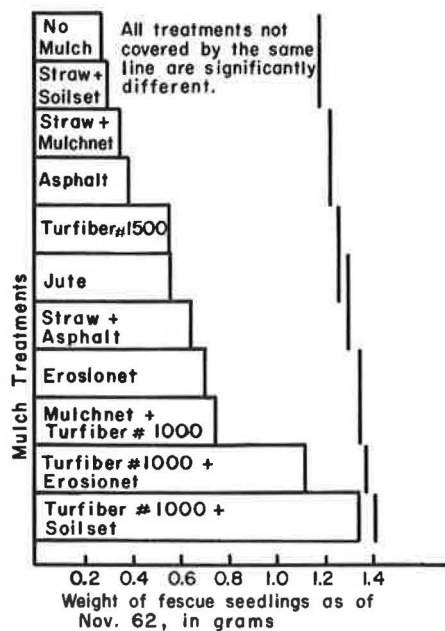 No
Mulch
All treatments not
covered by the same
line are significantly
different.
Straw+
Soilset
Straw+
Mulchnet
Asphalt
Turfiber#1500
Jute
Straw +
Asphalt
Erosionet
Mulchnet +
Turfiber # 1000
Turfiber #1000 +
Erosionet
Turfiber #1000 +
Soilset
Mulch Treatments
0.2 0.4 0.6 0.8 1.0 1.2 1.4
Weight of fescue seedlings as of
Nov. 62, in grams